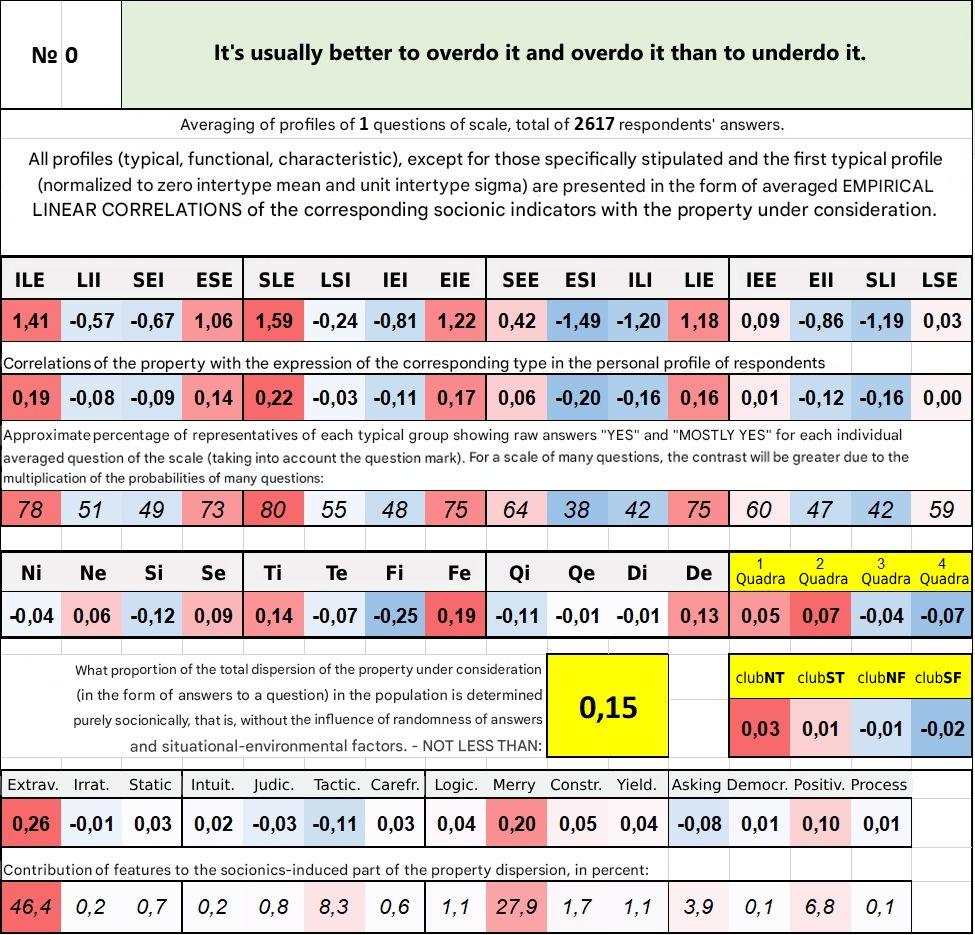 № 0
It's usually better to overdo it and overdo it than to underdo it.
Averaging of profiles of 1 questions of scale, total of 2617 respondents' answers.
All profiles (typical, functional, characteristic), except for those specifically stipulated and the first typical profile
(normalized to zero intertype mean and unit intertype sigma) are presented in the form of averaged EMPIRICAL
LINEAR CORRELATIONS of the corresponding socionic indicators with the property under consideration.
ILE LII SEI ESE SLE LSI IEI EIE SEE ESI ILI LIE IEE EII SLI LSE
1,41 -0,57 -0,67 1,06 1,59 -0,24 -0,81 1,22 0,42 -1,49 -1,20 1,18 0,09 -0,86 -1,19 0,03
Correlations of the property with the expression of the corresponding type in the personal profile of respondents
0,19 -0,08 -0,09 0,14 0,22 -0,03 -0,11 0,17 0,06 -0,20 -0,16 0,16 0,01 -0,12 -0,16 0,00
Approximate percentage of representatives of each typical group showing raw answers "YES" and "MOSTLY YES" for each individual
averaged question of the scale (taking into account the question mark). For a scale of many questions, the contrast will be greater due to the
multiplication of the probabilities of many questions:
78 51 49 73 80 55 48 75 64 38 42 75 60 47 42 59
Ni Ne Si Se Ti Te Fi Fe Qi Qe Di De 1 Quadra 2 Quadra 3 Quadra 4 Quadra
-0,04 0,06 -0,12 0,09 0,14 -0,07 -0,25 0,19 -0,11 -0,01 -0,01 0,13 0,05 0,07 -0,04 -0,07
What proportion of the total dispersion of the property under consideration
(in the form of answers to a question) in the population is determined
purely socionically, that is, without the influence of randomness of answers
and situational-environmental factors. - NOT LESS THAN:
0,15
clubNT clubST clubNF clubSF
0,03 0,01 -0,01 -0,02
Extrav. Irrat. Static Intuit. Judic. Tactic. Carefr. Logic. Merry Constr. Yield. Asking Democr. Positiv. Process
0,26 -0,01 0,03 0,02 -0,03 -0,11 0,03 0,04 0,20 0,05 0,04 -0,08 0,01 0,10 0,01
Contribution of features to the socionics-induced part of the property dispersion, in percent:
46,4 0,2 0,7 0,2 0,8 8,3 0,6 1,1 27,9 1,7 1,1 3,9 0,1 6,8 0,1